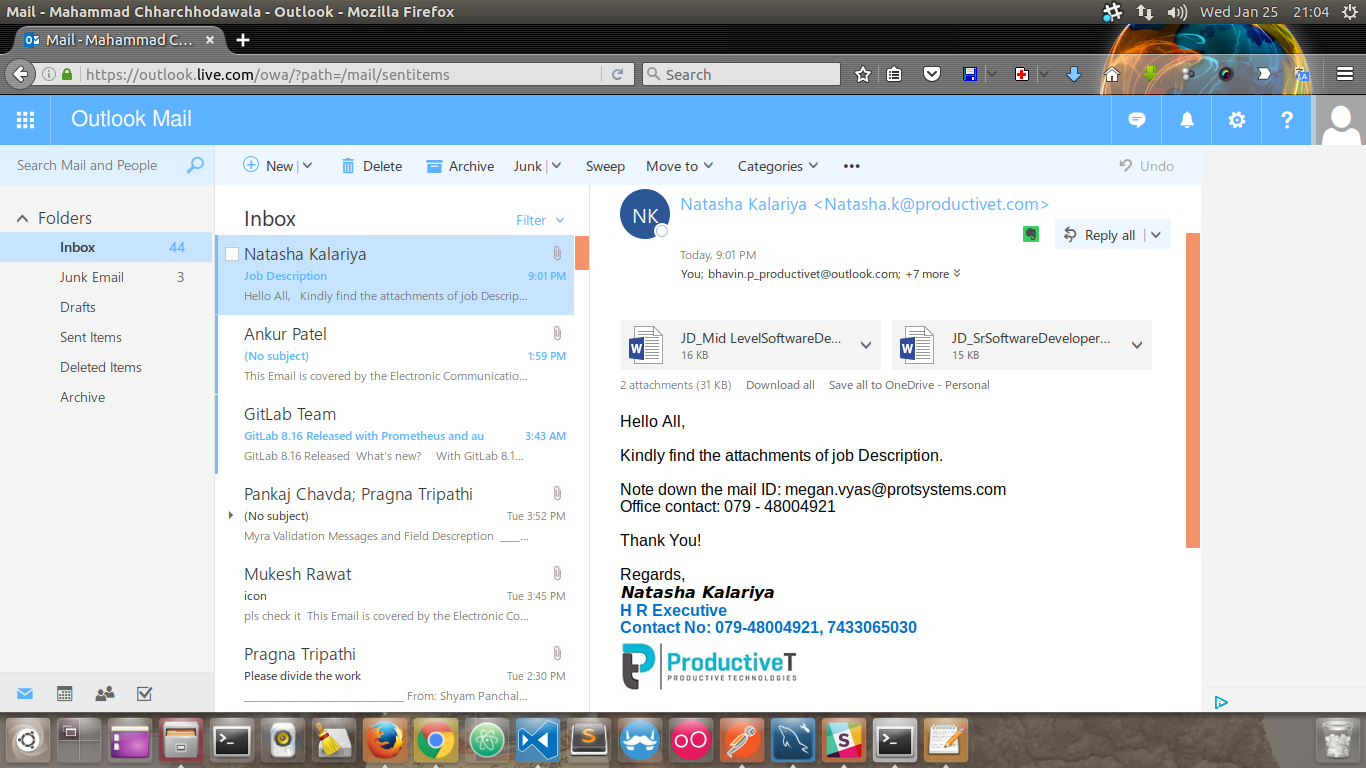 Mail - Mahammad Chharchhodawala - Outlook - Mozilla Firefox
Wed Jan 25 21:04
Mail - Mahammad C...
https://outlook.live.com/owa/?path=/mail/sentitems
Search
Outlook Mail
Search Mail and People
New
Delete
Archive
Junk
Sweep
Move to
Categories
Undo
Folders
Inbox 44
Junk Email 3
Drafts
Sent Items
Deleted Items
Archive
Inbox
Filter
Natasha Kalariya
Job Description 9:01 PM
Hello All, Kindly find the attachments of job Descrip...
Ankur Patel
(No subject) 1:59 PM
This Email is covered by the Electronic Communicatio...
GitLab Team
GitLab 8.16 Released with Prometheus and au 3:43 AM
GitLab 8.16 Released What's new? With GitLab 8.1...
Pankaj Chavda; Pragna Tripathi
(No subject) Tue 3:52 PM
Myra Validation Messages and Field Descreption ___...
Mukesh Rawat
icon Tue 3:45 PM
pls check it This Email is covered by the Electronic Co...
Pragna Tripathi
Please divide the work Tue 2:30 PM
From: Shyam Panchal...
NK
Natasha Kalariya <Natasha.k@productivet.com>
Reply all
Today, 9:01 PM
You; bhavin.p_productivet@outlook.com; +7 more
JD_Mid LevelSoftwareDe...
16 KB
JD_SrSoftwareDeveloper...
15 KB
2 attachments (31 KB) Download all Save all to OneDrive - Personal
Hello All,
Kindly find the attachments of job Description.
Note down the mail ID: megan.vyas@protsystems.com
Office contact: 079 - 48004921
Thank You!
Regards,
Natasha Kalariya
H R Executive
Contact No: 079-48004921, 7433065030
ProductiveT
PRODUCTIVE TECHNOLOGIES